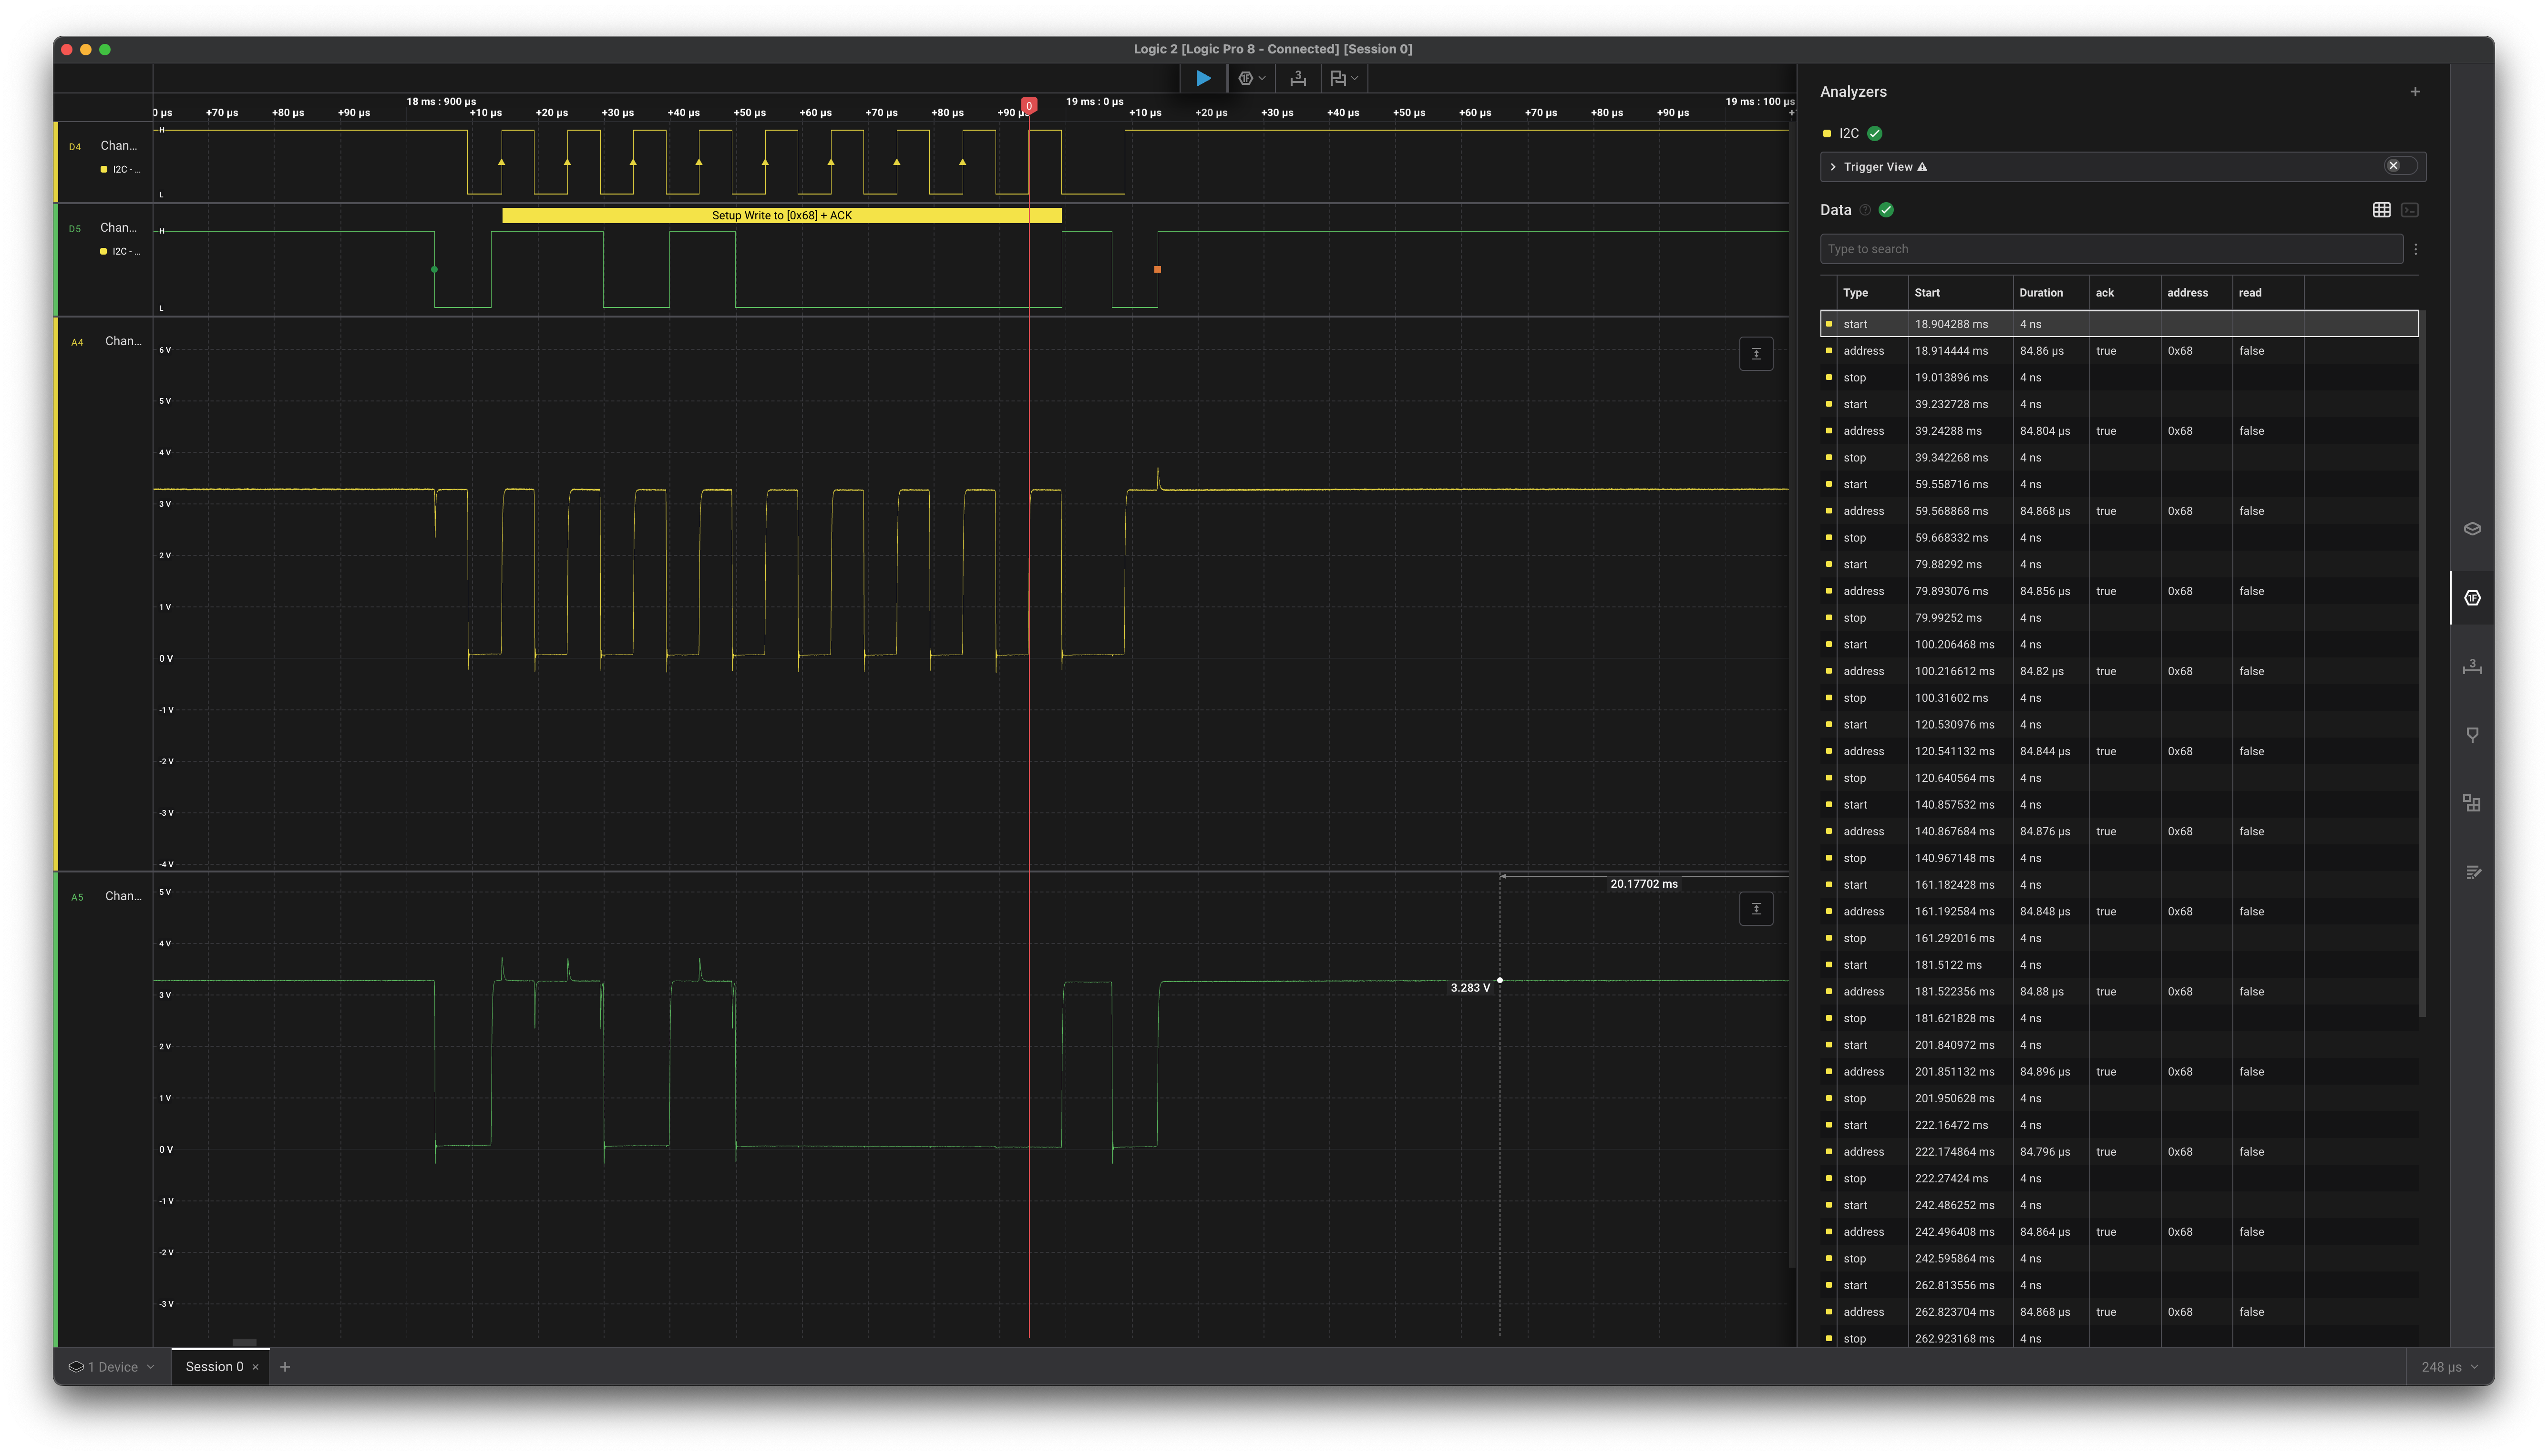 Logic 2 [Logic Pro 8 - Connected] [Session 0]
18 ms : 900 µs
19 ms : 0 µs
19 ms : 100 µs
0 µs +70 µs +80 µs +90 µs +10 µs +20 µs +30 µs +40 µs +50 µs +60 µs +70 µs +80 µs +90 µs +10 µs +20 µs +30 µs +40 µs +50 µs +60 µs +70 µs +80 µs +90 µs
0
D4 Chan...
I2C - ...
H
L
D5 Chan...
I2C - ...
H
L
Setup Write to [0x68] + ACK
A4 Chan...
6 V
5 V
4 V
3 V
2 V
1 V
0 V
-1 V
-2 V
-3 V
-4 V
A5 Chan...
5 V
4 V
3 V
2 V
1 V
0 V
-1 V
-2 V
-3 V
20.17702 ms
3.283 V
1 Device
Session 0
248 µs
Analyzers
I2C
Trigger View
Data
Type to search
Type Start Duration ack address read
start 18.904288 ms 4 ns
address 18.914444 ms 84.86 µs true 0x68 false
stop 19.013896 ms 4 ns
start 39.232728 ms 4 ns
address 39.24288 ms 84.804 µs true 0x68 false
stop 39.342268 ms 4 ns
start 59.558716 ms 4 ns
address 59.568868 ms 84.868 µs true 0x68 false
stop 59.668332 ms 4 ns
start 79.88292 ms 4 ns
address 79.893076 ms 84.856 µs true 0x68 false
stop 79.99252 ms 4 ns
start 100.206468 ms 4 ns
address 100.216612 ms 84.82 µs true 0x68 false
stop 100.31602 ms 4 ns
start 120.530976 ms 4 ns
address 120.541132 ms 84.844 µs true 0x68 false
stop 120.640564 ms 4 ns
start 140.857532 ms 4 ns
address 140.867684 ms 84.876 µs true 0x68 false
stop 140.967148 ms 4 ns
start 161.182428 ms 4 ns
address 161.192584 ms 84.848 µs true 0x68 false
stop 161.292016 ms 4 ns
start 181.5122 ms 4 ns
address 181.522356 ms 84.88 µs true 0x68 false
stop 181.621828 ms 4 ns
start 201.840972 ms 4 ns
address 201.851132 ms 84.896 µs true 0x68 false
stop 201.950628 ms 4 ns
start 222.16472 ms 4 ns
address 222.174864 ms 84.796 µs true 0x68 false
stop 222.27424 ms 4 ns
start 242.486252 ms 4 ns
address 242.496408 ms 84.864 µs true 0x68 false
stop 242.595864 ms 4 ns
start 262.813556 ms 4 ns
address 262.823704 ms 84.868 µs true 0x68 false
stop 262.923168 ms 4 ns